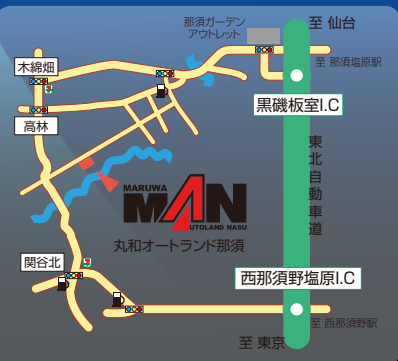 至 仙台
那須ガーデン
アウトレット
至 那須塩原駅
木綿畑
黒磯板室I.C
高林
東北自動車道
MARUWA
MAN
AUTOLAND NASU
丸和オートランド那須
関谷北
西那須野塩原I.C
至 西那須野駅
至 東京